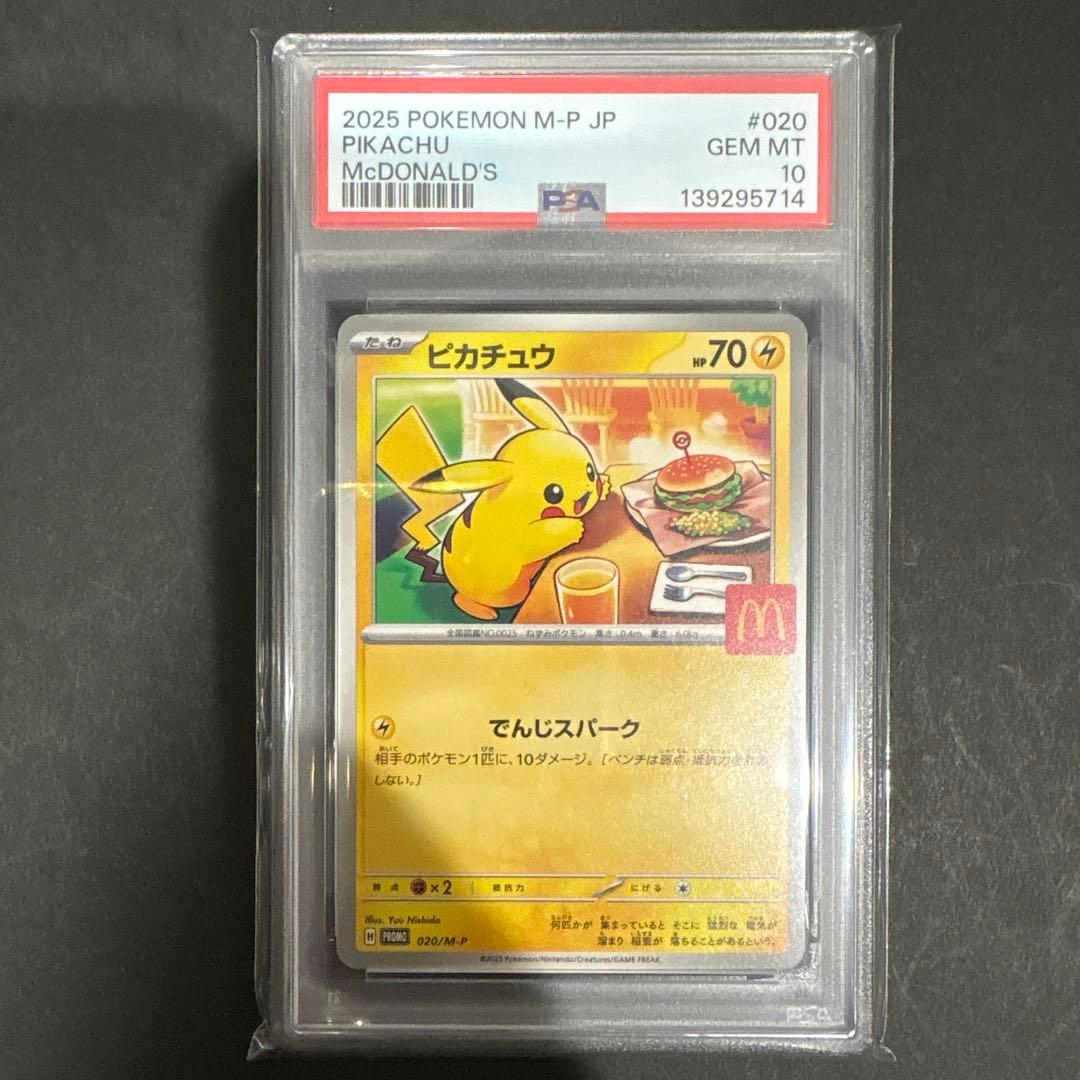 2025 POKEMON M-P JP #020
PIKACHU GEM MT
McDONALD'S 10
PSA 139295714
たね ピカチュウ HP70
全国図鑑NO.0025 ねずみポケモン 高さ:0.4m 重さ:6.0kg
M
でんじスパーク
相手のポケモン1匹に、10ダメージ。[ベンチは弱点・抵抗力を計算
しない。]
弱点 ×2 抵抗力 にげる
Illus. Yuu Nishida
何匹かが 集まっていると そこに 猛烈な 電気が
溜まり 稲妻が 落ちることがあるという。
H PROMO 020/M-P
©2025 Pokémon/Nintendo/Creatures/GAME FREAK
PSA